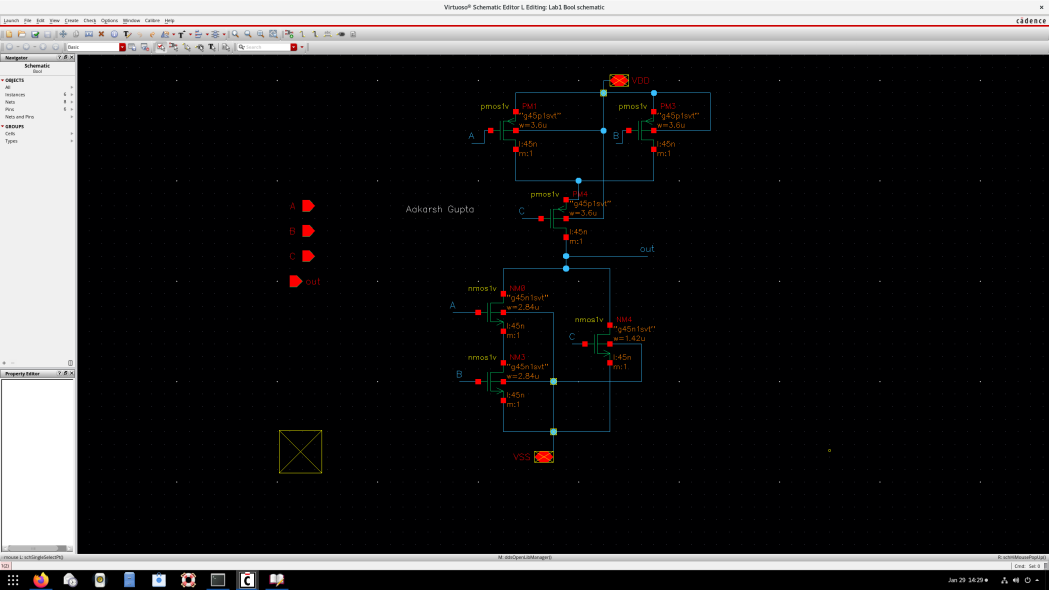 Virtuoso® Schematic Editor L Editing: Lab1 Bool schematic
Launch File Edit View Create Check Options Window Calibre Help
cādence
Basic
Search
Navigator
Schematic
Bool
OBJECTS
All
Instances 6
Nets 8
Pins 6
Nets and Pins
GROUPS
Cells
Types
Property Editor
VDD
pmos1v PM1
"g45p1svt"
w=3.6u
A
l:45n
m:1
pmos1v PM3
"g45p1svt"
w=3.6u
B
l:45n
m:1
pmos1v PM4
"g45p1svt"
C w=3.6u
l:45n
m:1
A
B
C
out
Aakarsh Gupta
out
nmos1v NM0
"g45n1svt"
A w=2.84u
l:45n
m:1
nmos1v NM4
"g45n1svt"
C w=1.42u
l:45n
m:1
nmos1v NM3
"g45n1svt"
B w=2.84u
l:45n
m:1
VSS
mouse L: schSingleSelectPt() M: ddsOpenLibManager() R: schHiMousePopUp()
1(2) Cmd: Sel: 0
Jan 29 14:29